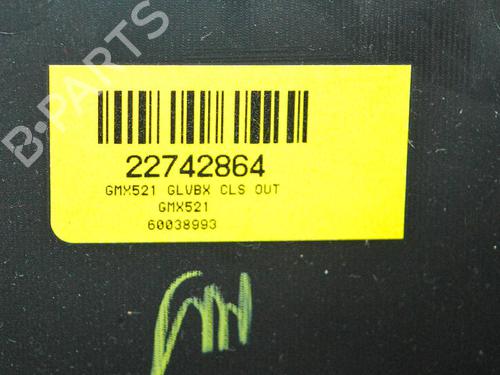 B-PARTS
22742864
GMX521 GLVBX CLS OUT
GMX521
60038993